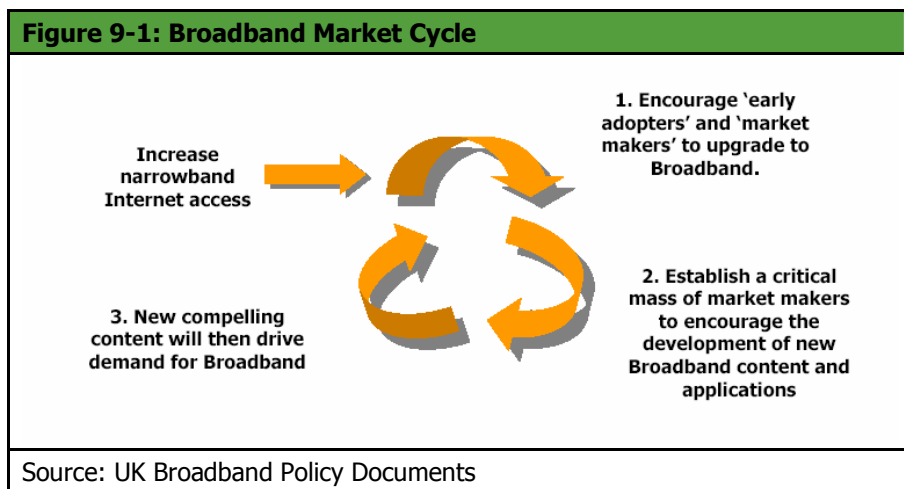 Figure 9-1: Broadband Market Cycle
Increase
narrowband
Internet access
1. Encourage ‘early
adopters’ and ‘market
makers’ to upgrade to
Broadband.
2. Establish a critical
mass of market makers
to encourage the
development of new
Broadband content and
applications
3. New compelling
content will then drive
demand for Broadband
Source: UK Broadband Policy Documents